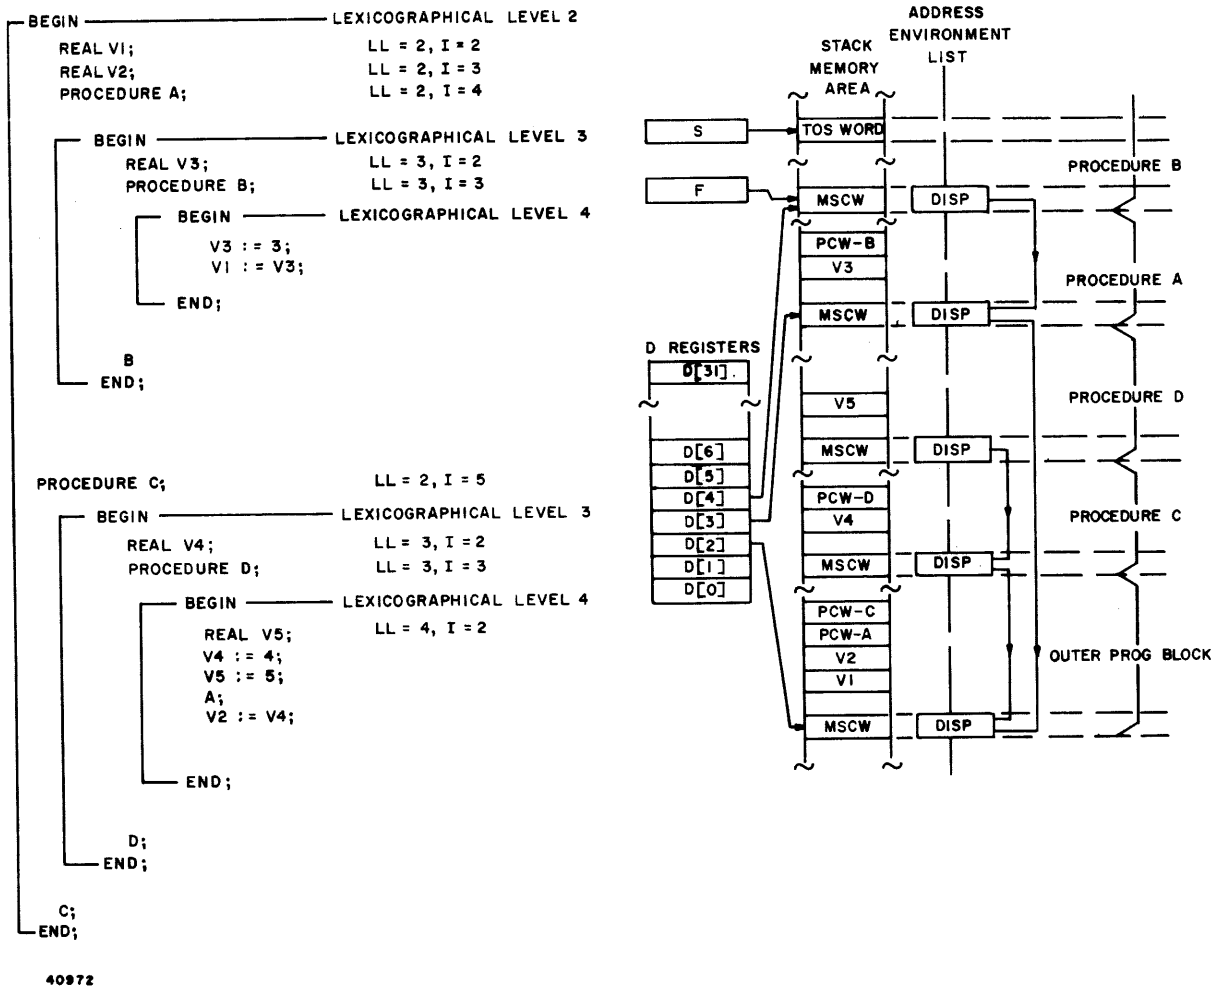 BEGIN LEXICOGRAPHICAL LEVEL 2
REAL V1; LL = 2, I = 2
REAL V2; LL = 2, I = 3
PROCEDURE A; LL = 2, I = 4
BEGIN LEXICOGRAPHICAL LEVEL 3
REAL V3; LL = 3, I = 2
PROCEDURE B; LL = 3, I = 3
BEGIN LEXICOGRAPHICAL LEVEL 4
V3 := 3;
V1 := V3;
END;
B
END;
PROCEDURE C; LL = 2, I = 5
BEGIN LEXICOGRAPHICAL LEVEL 3
REAL V4; LL = 3, I = 2
PROCEDURE D; LL = 3, I = 3
BEGIN LEXICOGRAPHICAL LEVEL 4
REAL V5; LL = 4, I = 2
V4 := 4;
V5 := 5;
A;
V2 := V4;
END;
D;
END;
C;
END;
40972
STACK
MEMORY
AREA
ADDRESS
ENVIRONMENT
LIST
S
TOS WORD
PROCEDURE B
F
MSCW
DISP
PCW-B
V3
PROCEDURE A
MSCW
DISP
D REGISTERS
D[31]
V5
PROCEDURE D
D[6]
MSCW
DISP
D[5]
D[4]
PCW-D
D[3]
V4
PROCEDURE C
D[2]
D[1]
MSCW
DISP
D[0]
PCW-C
PCW-A
V2
OUTER PROG BLOCK
V1
MSCW
DISP